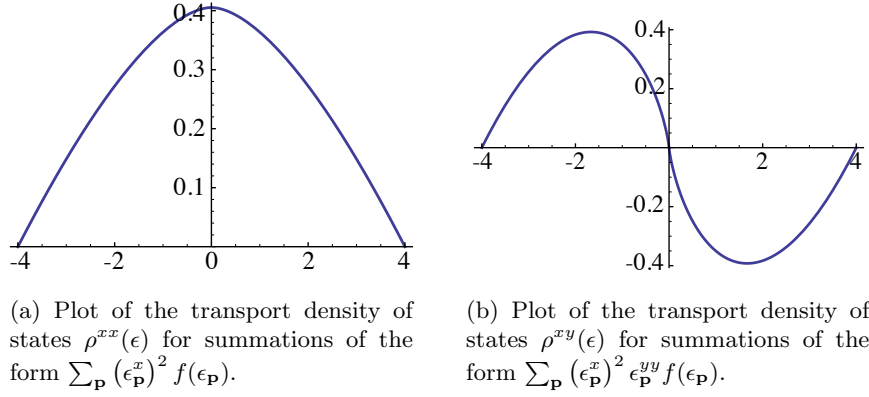 0.4
0.3
0.2
0.1
-4 -2 0 2 4
(a) Plot of the transport density of
states ρ^{xx}(ϵ) for summations of the
form ∑_𝐩 (ϵ_𝐩^x)^2 f(ϵ_𝐩).
0.4
0.2
-4 -2 2 4
-0.2
-0.4
(b) Plot of the transport density of
states ρ^{xy}(ϵ) for summations of the
form ∑_𝐩 (ϵ_𝐩^x)^2 ϵ_𝐩^{yy} f(ϵ_𝐩).